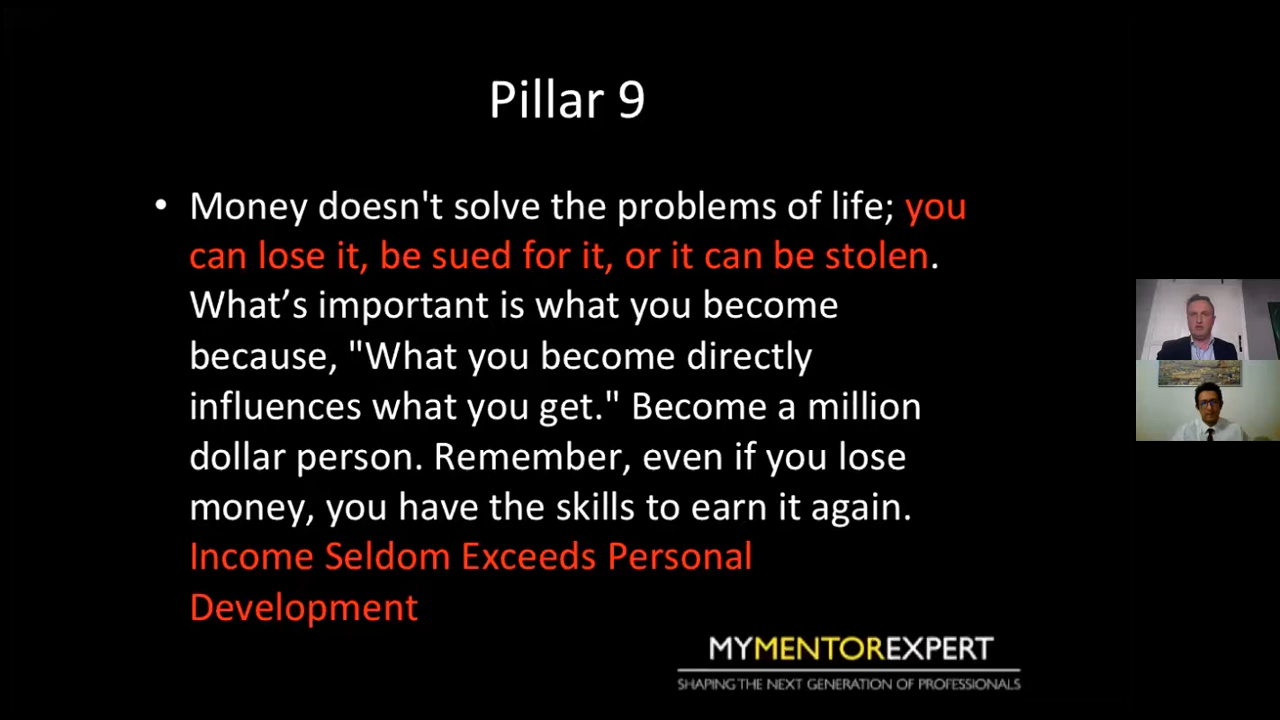 Pillar 9
• Money doesn't solve the problems of life; you
can lose it, be sued for it, or it can be stolen.
What’s important is what you become
because, "What you become directly
influences what you get." Become a million
dollar person. Remember, even if you lose
money, you have the skills to earn it again.
Income Seldom Exceeds Personal
Development
MYMENTOREXPERT
SHAPING THE NEXT GENERATION OF PROFESSIONALS